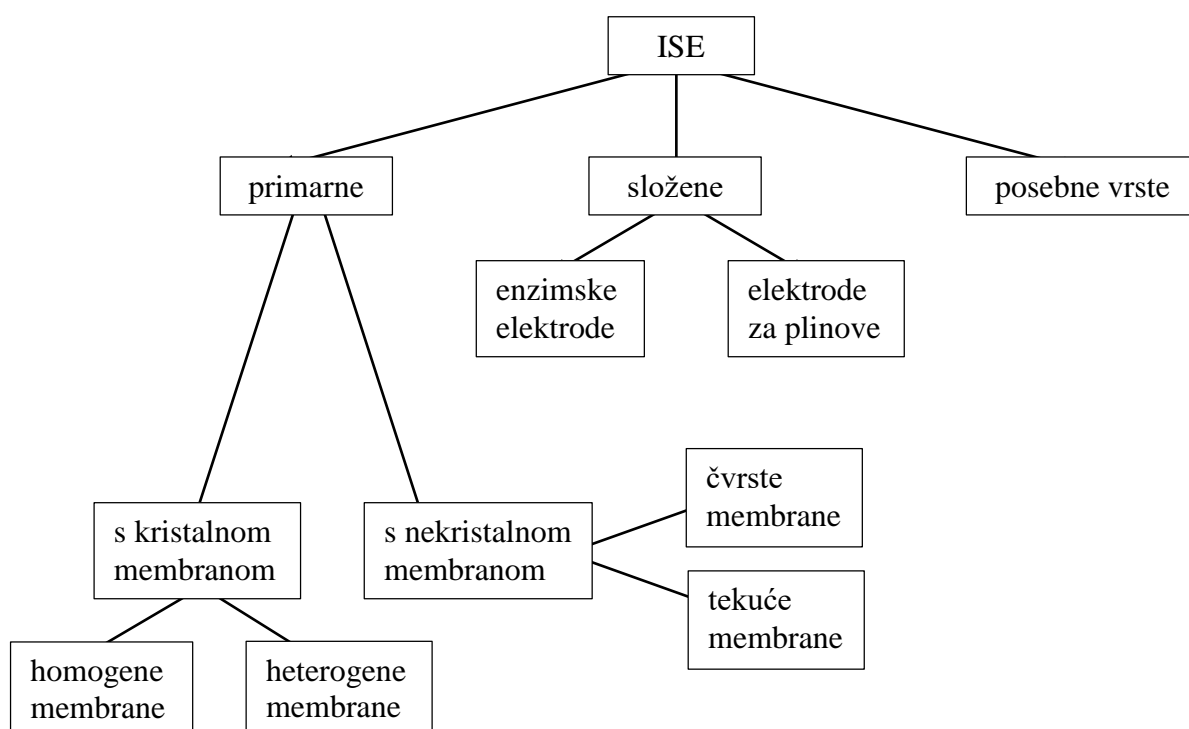 ISE
primarne
složene
posebne vrste
enzimske
elektrode
elektrode
za plinove
s kristalnom
membranom
s nekristalnom
membranom
čvrste
membrane
tekuće
membrane
homogene
membrane
heterogene
membrane